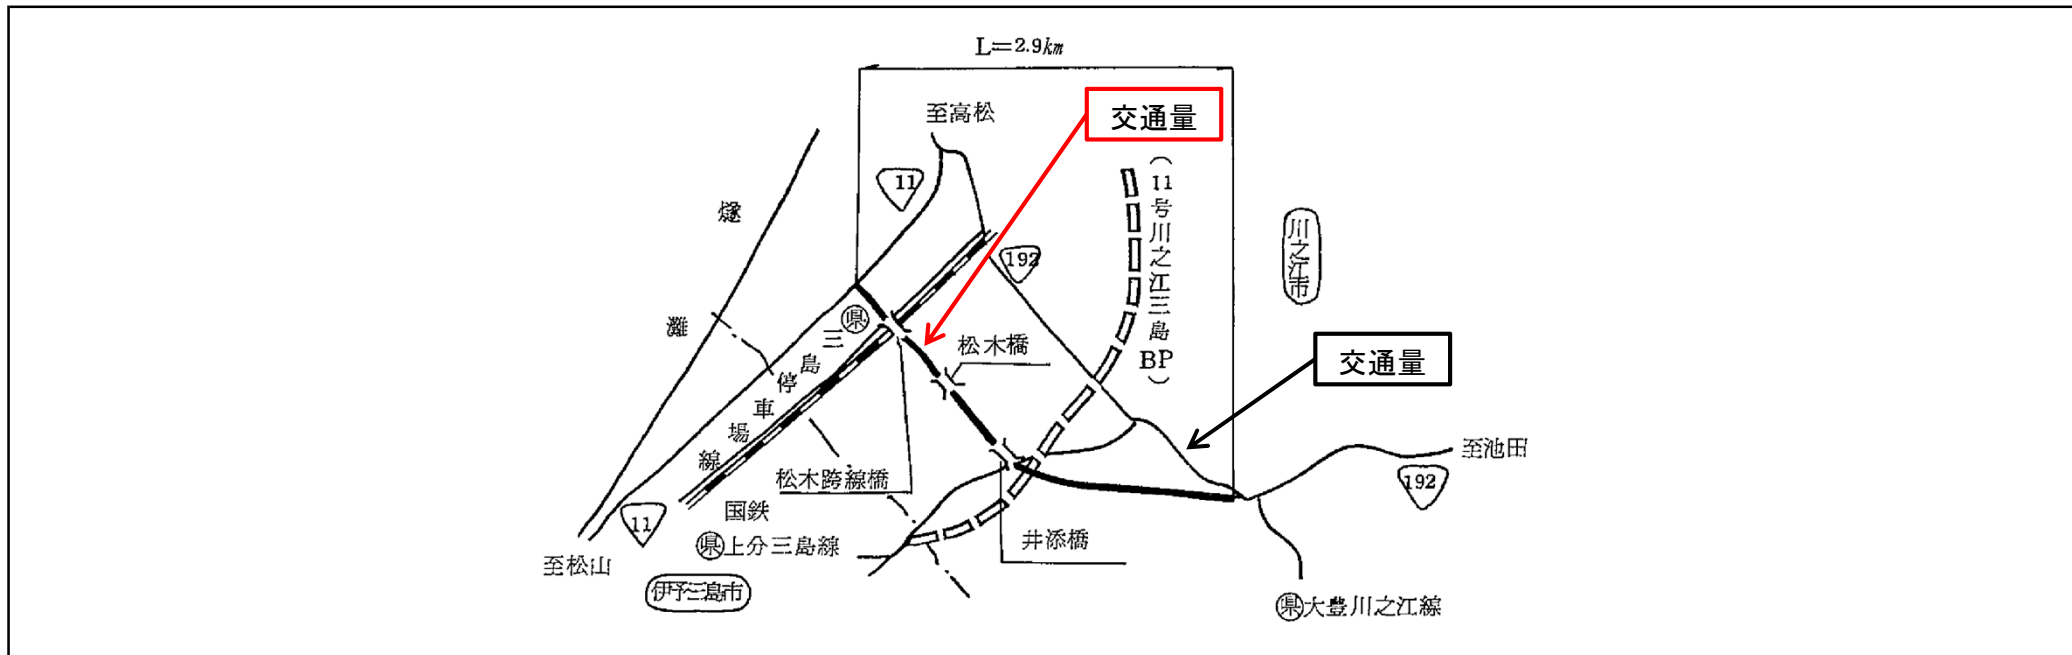 L=2.9km
至高松
交通量
11
(11号川之江三島BP)
燧灘
192
川之江市
県三島停車場線
松木橋
交通量
至池田
192
松木跨線橋
国鉄
11
県上分三島線
井添橋
至松山
伊予三島市
県大豊川之江線